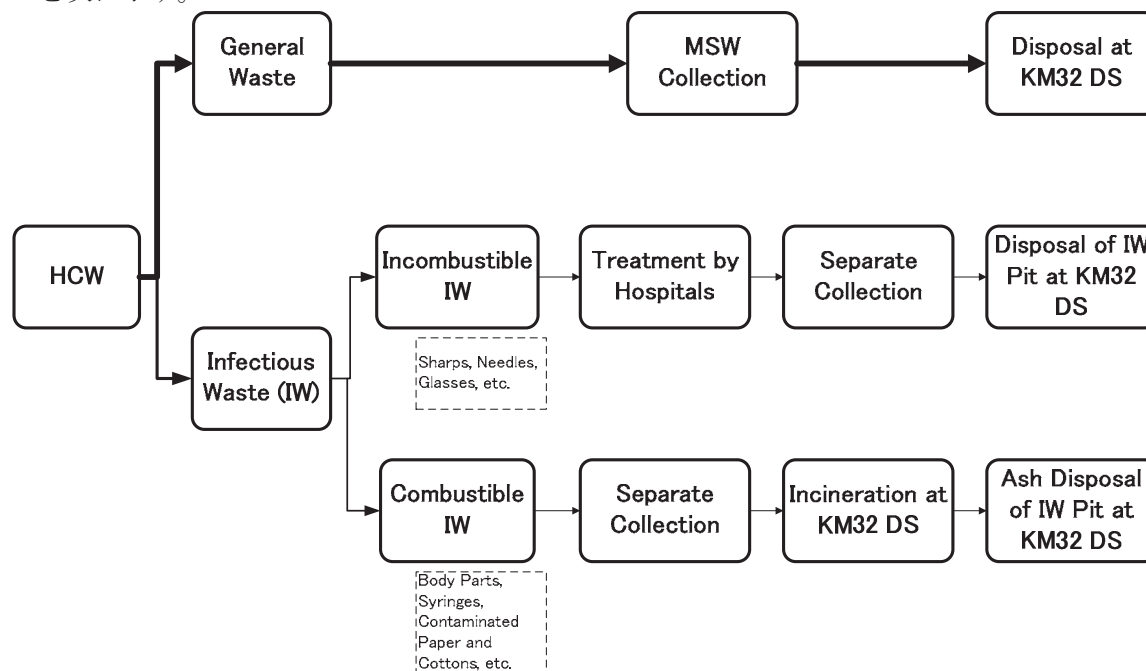 General
Waste
MSW
Collection
Disposal at
KM32 DS
HCW
Incombustible
IW
Treatment by
Hospitals
Separate
Collection
Disposal of IW
Pit at KM32
DS
Sharps, Needles,
Glasses, etc.
Infectious
Waste (IW)
Combustible
IW
Separate
Collection
Incineration at
KM32 DS
Ash Disposal
of IW Pit at
KM32 DS
Body Parts,
Syringes,
Contaminated
Paper and
Cottons, etc.